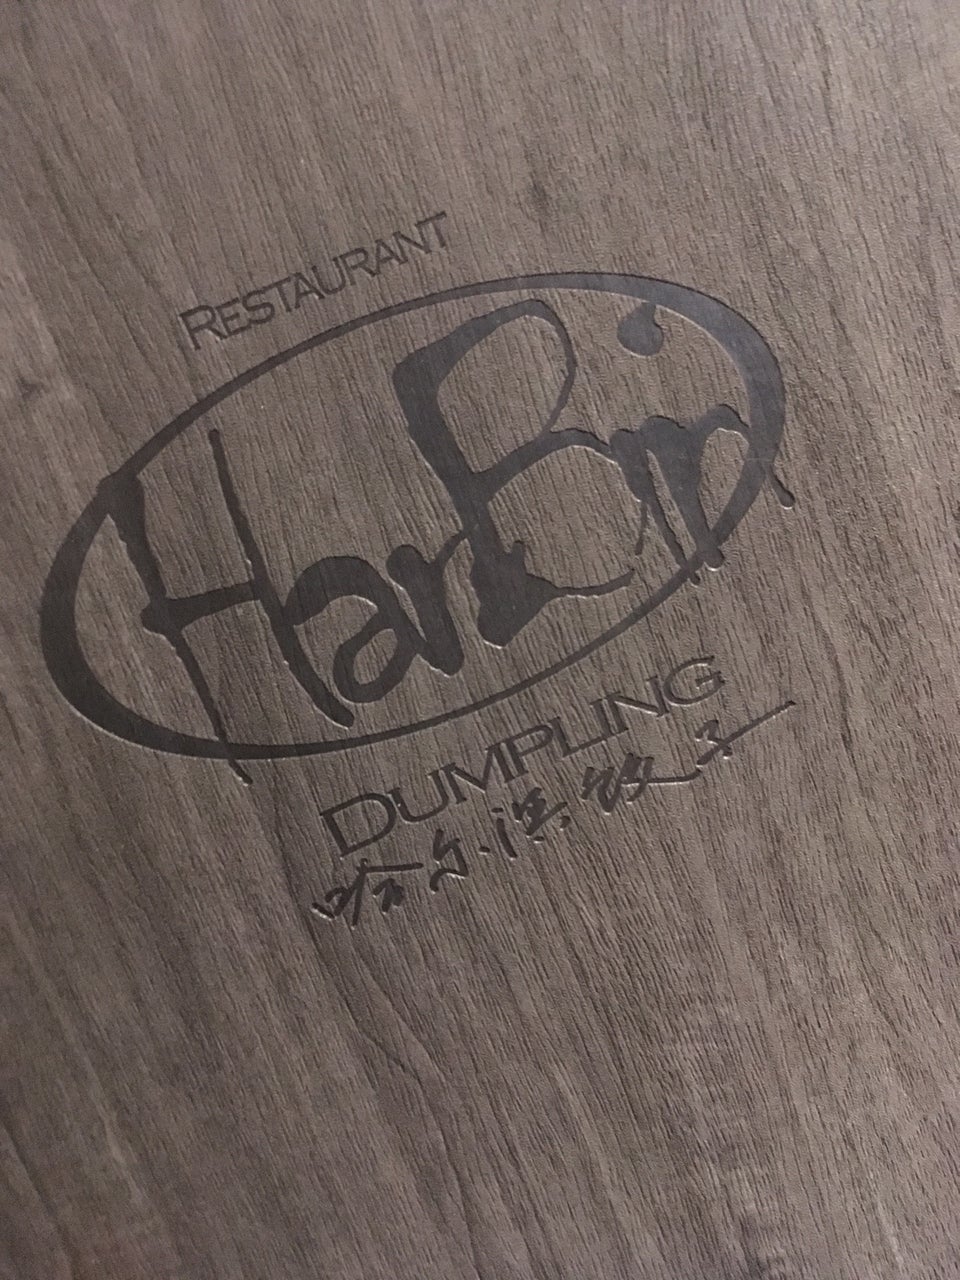 RESTAURANT
HarBin
DUMPLING
哈尔滨饺子